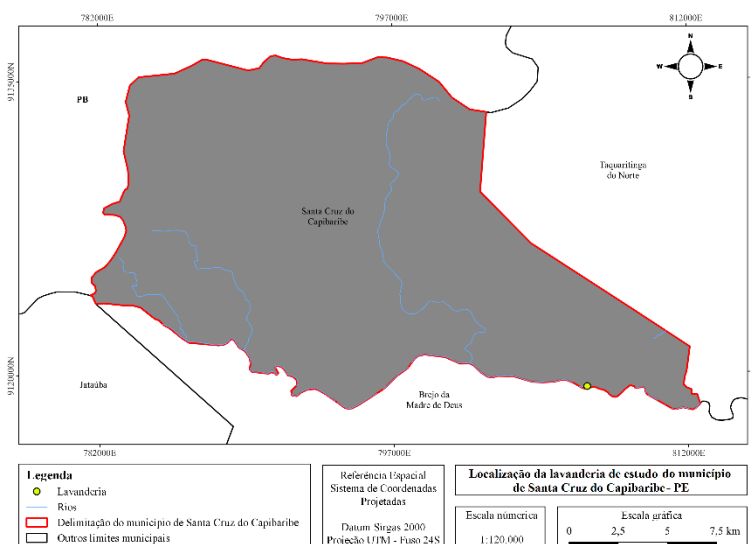 782000E 797000E 812000E
N
W E
S
9135000N
PB
Taquaritinga
do Norte
Santa Cruz do
Capibaribe
9120000N
Jataúba
Brejo da
Madre de Deus
782000E 797000E 812000E
Legenda
Lavanderia
Rios
Delimitação do município de Santa Cruz do Capibaribe
Outros limites municipais
Referência Espacial
Sistema de Coordenadas
Projetadas
Datum Sirgas 2000
Projeção UTM - Fuso 24S
Localização da lavanderia de estudo do município
de Santa Cruz do Capibaribe - PE
Escala númerica
1:120.000
Escala gráfica
0 2,5 5 7,5 km